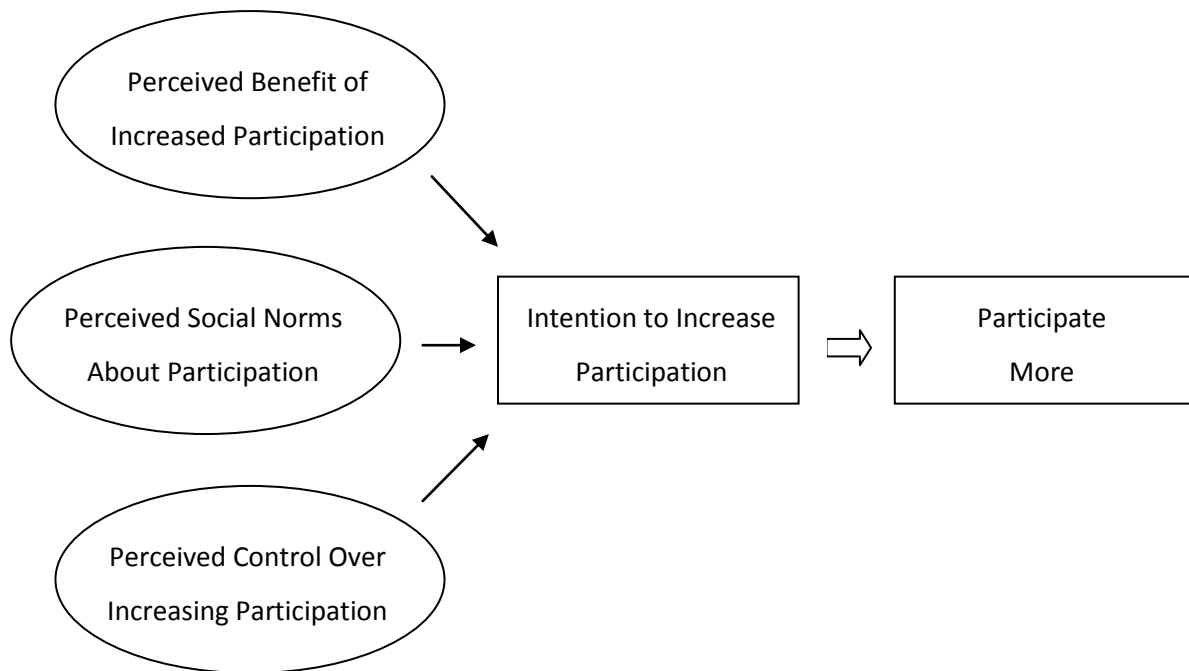 Perceived Benefit of
Increased Participation
Perceived Social Norms
About Participation
Intention to Increase
Participation
Participate
More
Perceived Control Over
Increasing Participation